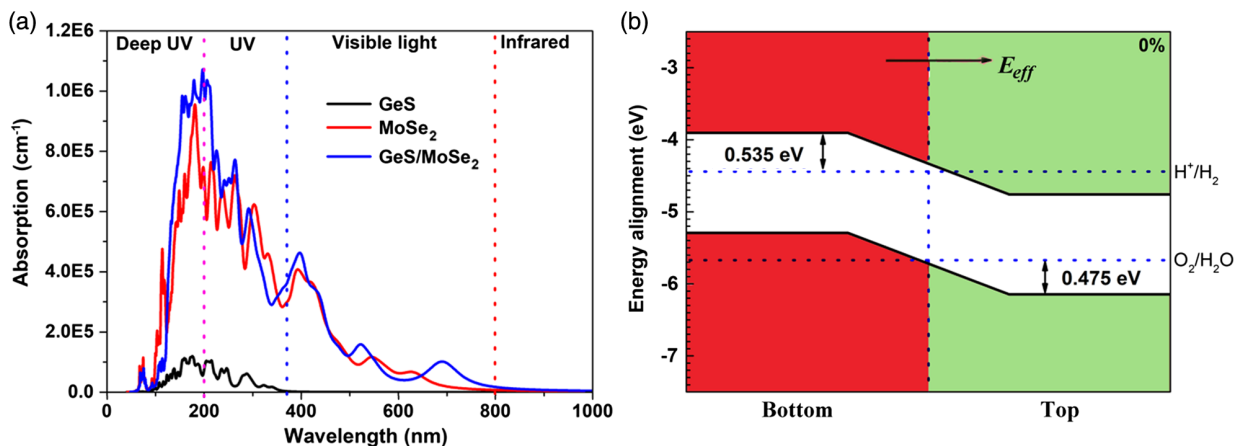 (a)
1.2E6
1.0E6
8.0E5
6.0E5
4.0E5
2.0E5
0.0
Absorption (cm⁻¹)
Deep UV
UV
Visible light
Infrared
GeS
MoSe₂
GeS/MoSe₂
0
200
400
600
800
1000
Wavelength (nm)
(b)
0%
E_eff
-3
-4
-5
-6
-7
Energy alignment (eV)
0.535 eV
H⁺/H₂
O₂/H₂O
0.475 eV
Bottom
Top